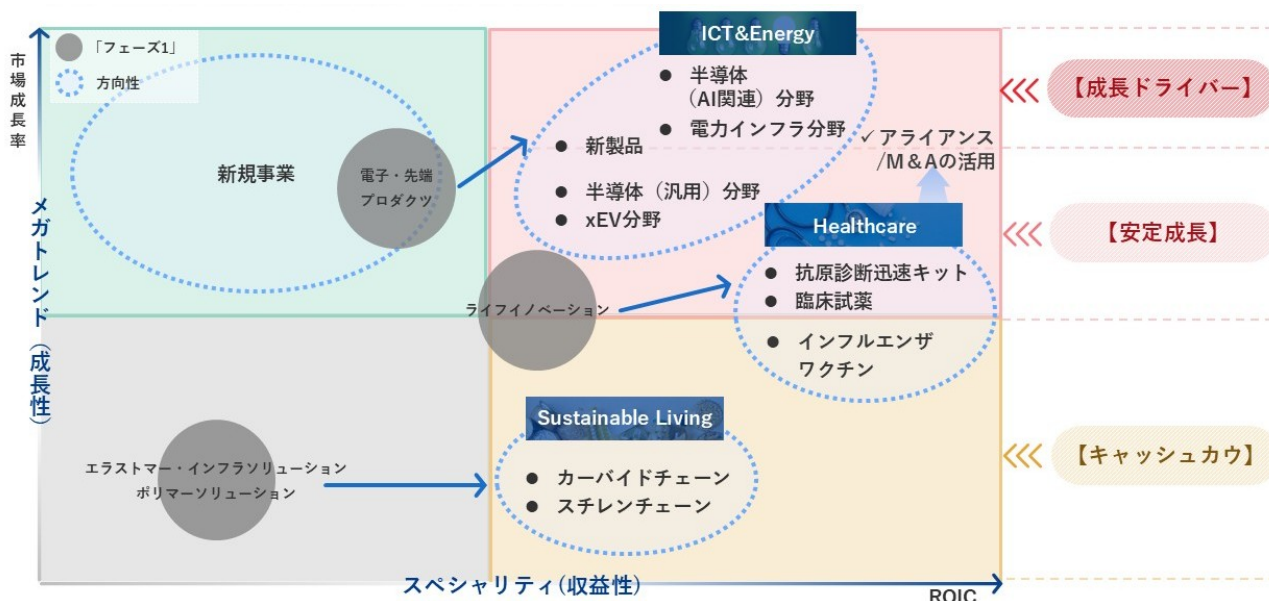 市場成長率
「フェーズ1」
方向性
メガトレンド(成長性)
新規事業
電子・先端
プロダクツ
ICT&Energy
● 半導体
(AI関連)分野
● 電力インフラ分野
● 新製品
● 半導体(汎用)分野
● xEV分野
✓アライアンス
/M&Aの活用
ライフイノベーション
Healthcare
● 抗原診断迅速キット
● 臨床試薬
● インフルエンザ
ワクチン
エラストマー・インフラソリューション
ポリマーソリューション
Sustainable Living
● カーバイドチェーン
● スチレンチェーン
スペシャリティ(収益性)
ROIC
【成長ドライバー】
【安定成長】
【キャッシュカウ】